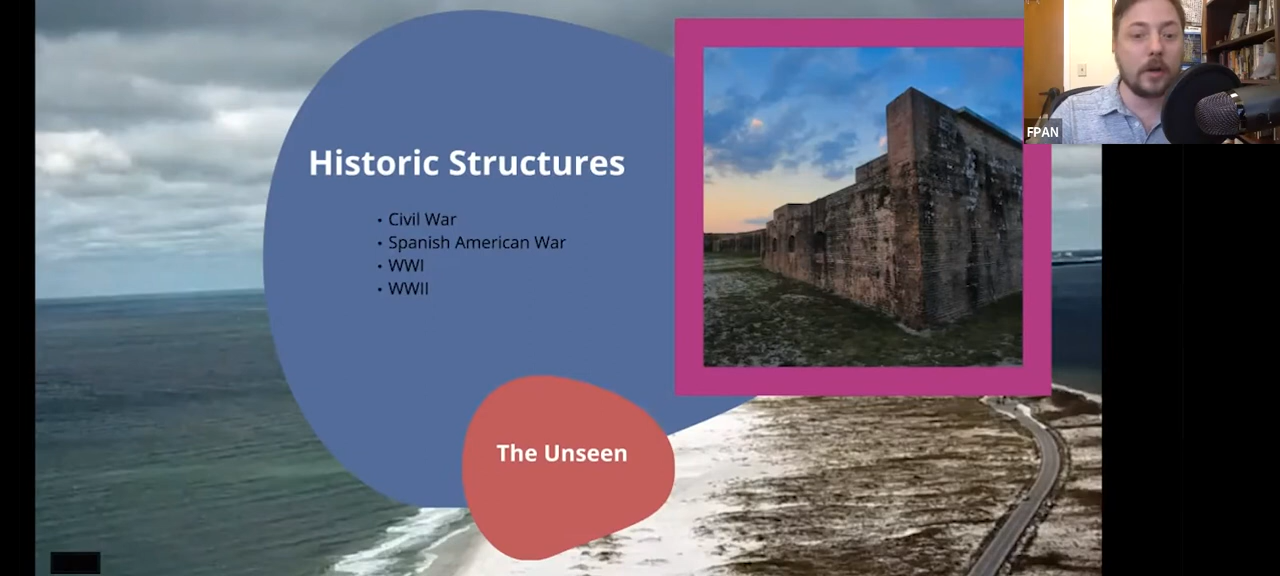 Historic Structures
• Civil War
• Spanish American War
• WWI
• WWII
The Unseen
FPAN